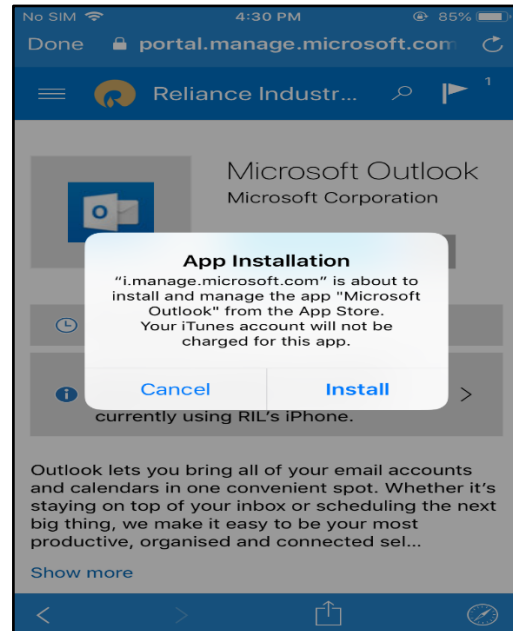 No SIM 4:30 PM 85%
Done portal.manage.microsoft.com
Reliance Industr... 1
Microsoft Outlook
Microsoft Corporation
App Installation
"i.manage.microsoft.com" is about to
install and manage the app "Microsoft
Outlook" from the App Store.
Your iTunes account will not be
charged for this app.
Cancel Install
currently using RIL's iPhone.
Outlook lets you bring all of your email accounts
and calendars in one convenient spot. Whether it's
staying on top of your inbox or scheduling the next
big thing, we make it easy to be your most
productive, organised and connected sel...
Show more